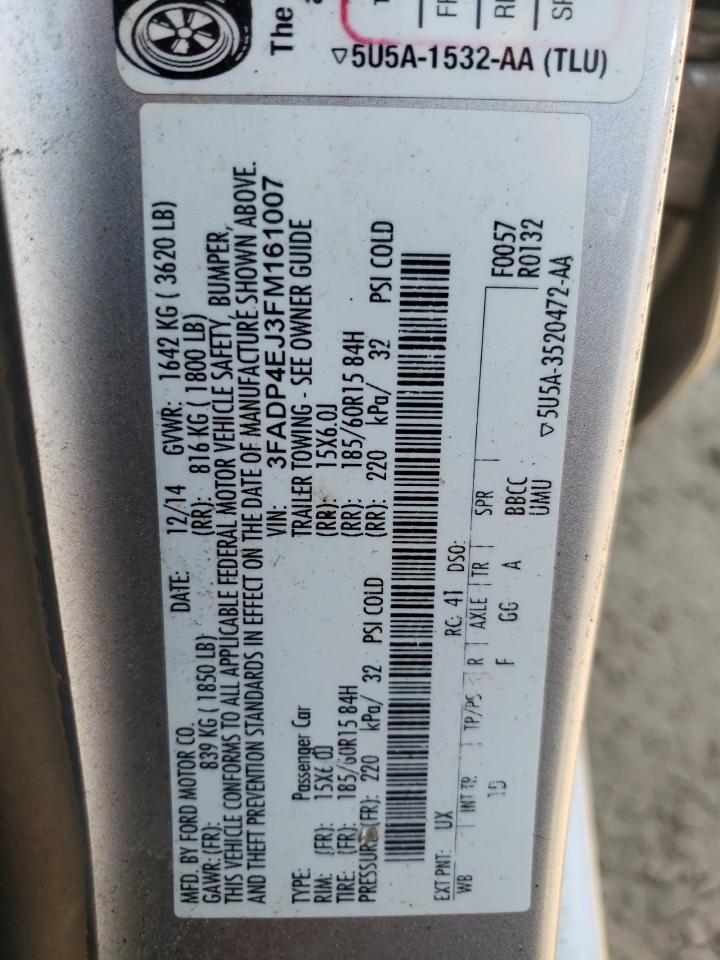 The
▽5U5A-1532-AA (TLU)
MFD. BY FORD MOTOR CO. DATE: 12/14 GVWR: 1642 KG ( 3620 LB)
GAWR: (FR): 839 KG ( 1850 LB) (RR): 816 KG ( 1800 LB)
THIS VEHICLE CONFORMS TO ALL APPLICABLE FEDERAL MOTOR VEHICLE SAFETY, BUMPER,
AND THEFT PREVENTION STANDARDS IN EFFECT ON THE DATE OF MANUFACTURE SHOWN ABOVE.
VIN: 3FADP4EJ3FM161007
TYPE: Passenger Car TRAILER TOWING - SEE OWNER GUIDE
RIM: (FR): 15X6.0J (RR): 15X6.0J
TIRE: (FR): 185/60R15 84H (RR): 185/60R15 84H
PRESSURE(FR): 220 kPa/ 32 PSI COLD (RR): 220 kPa/ 32 PSI COLD
EXT PNT: UX RC: 41 DSO: F0057
WB INT TR. TP/PS R AXLE TR SPR R0132
1D F GG A BBCC
UMU
▽5U5A-3520472-AA